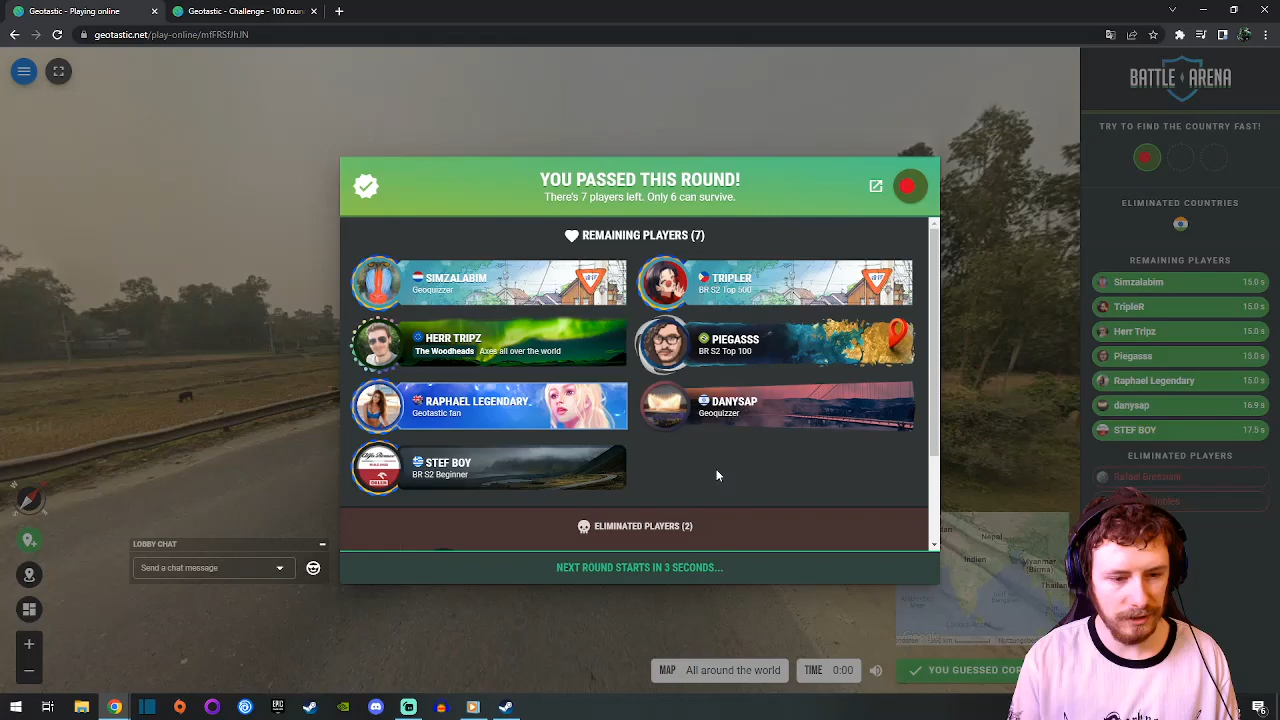 Geotastic - Playing
Geotastic - Challenge - 100 roun
geotastic.net/play-online/mfFRSfJhJN
BATTLE ARENA
TRY TO FIND THE COUNTRY FAST!
ELIMINATED COUNTRIES
REMAINING PLAYERS
Simzalabim 15.0 s
TripleR 15.0 s
Herr Tripz 15.0 s
Piegasss 15.0 s
Raphael Legendary 15.0 s
danysap 16.9 s
STEF BOY 17.5 s
ELIMINATED PLAYERS
YOU PASSED THIS ROUND!
There's 7 players left. Only 6 can survive.
REMAINING PLAYERS (7)
SIMZALABIM
Geoquizzer
TRIPLER
BR S2 Top 500
HERR TRIPZ
The Woodheads Axes all over the world
PIEGASSS
BR S2 Top 100
RAPHAEL LEGENDARY
Geotastic fan
DANYSAP
Geoquizzer
STEF BOY
BR S2 Beginner
ELIMINATED PLAYERS (2)
NEXT ROUND STARTS IN 3 SECONDS...
LOBBY CHAT
Send a chat message
Nepal
Indien
Myanmar
(Birma)
MAP All around the world
TIME 0:00
YOU GUESSED